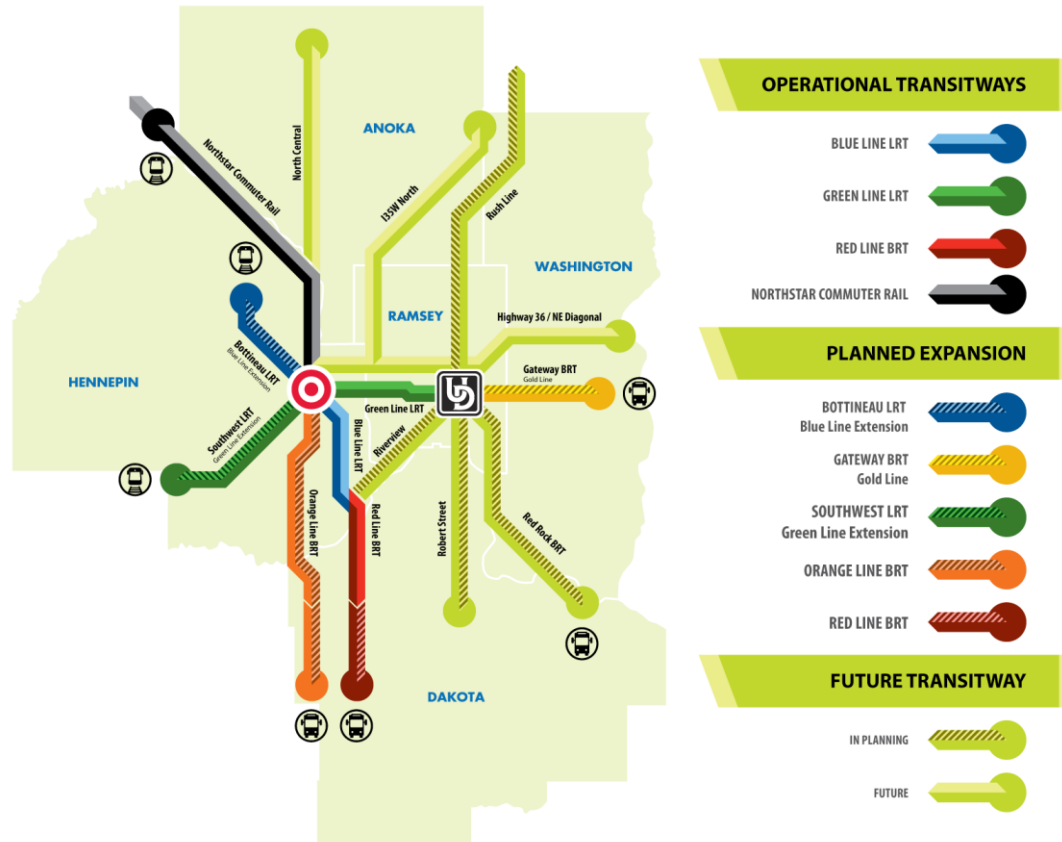 ANOKA
North Central
Northstar Commuter Rail
I35W North
Rush Line
WASHINGTON
RAMSEY
Highway 36 / NE Diagonal
Bottineau LRT
Blue Line Extension
HENNEPIN
Gateway BRT
Gold Line
UD
Green Line LRT
Southwest LRT
Green Line Extension
Blue Line LRT
Riverview
Orange Line BRT
Red Line BRT
Robert Street
Red Rock BRT
DAKOTA
OPERATIONAL TRANSITWAYS
BLUE LINE LRT
GREEN LINE LRT
RED LINE BRT
NORTHSTAR COMMUTER RAIL
PLANNED EXPANSION
BOTTINEAU LRT
Blue Line Extension
GATEWAY BRT
Gold Line
SOUTHWEST LRT
Green Line Extension
ORANGE LINE BRT
RED LINE BRT
FUTURE TRANSITWAY
IN PLANNING
FUTURE